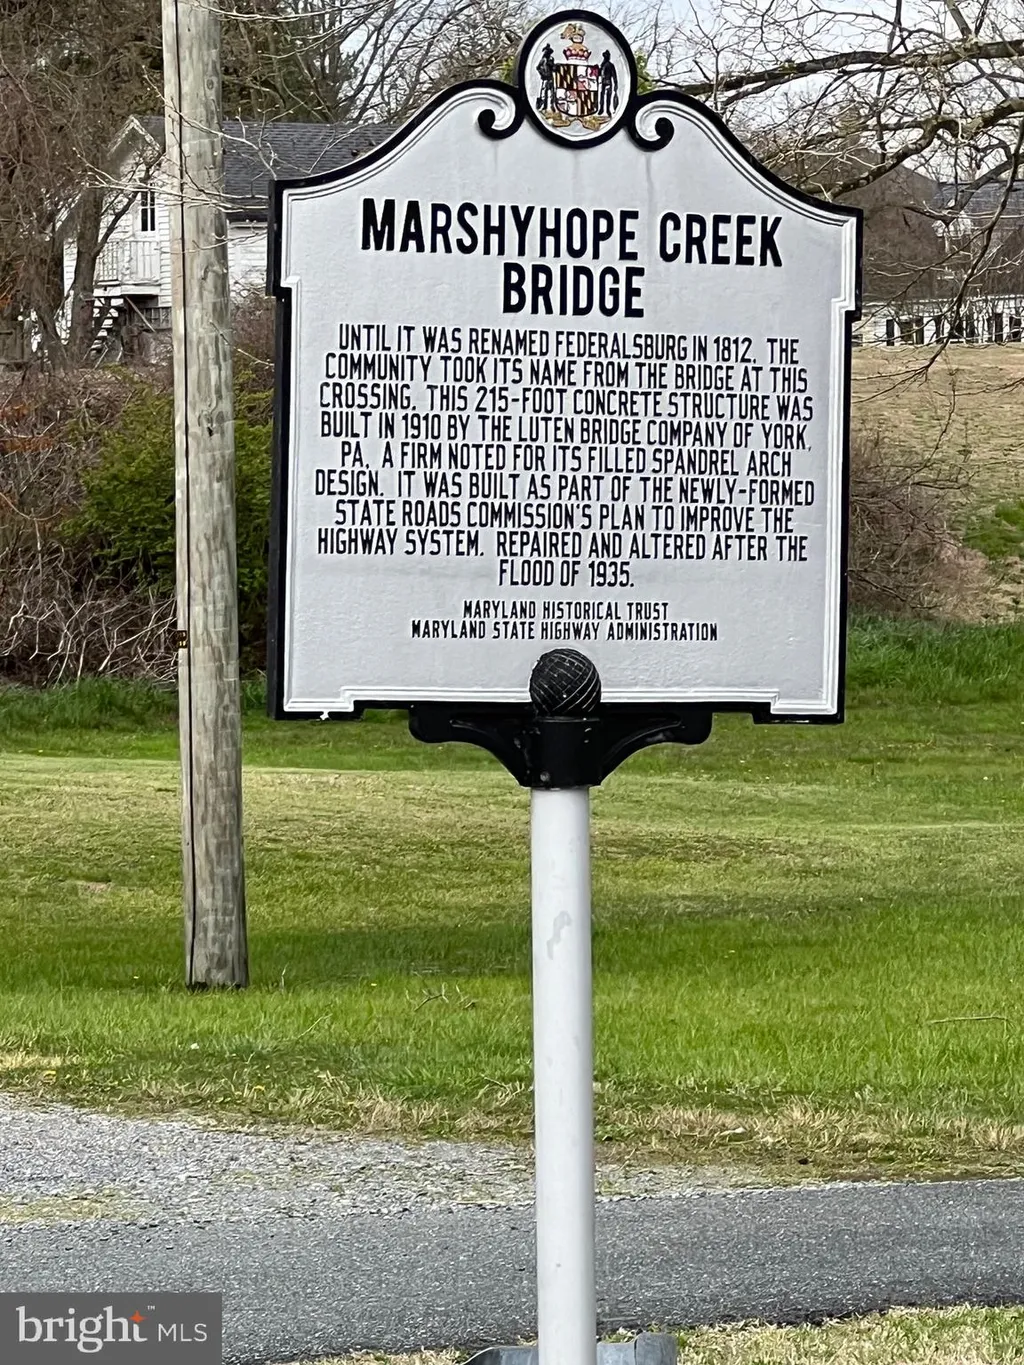 MARSHYHOPE CREEK
BRIDGE
UNTIL IT WAS RENAMED FEDERALSBURG IN 1812, THE
COMMUNITY TOOK ITS NAME FROM THE BRIDGE AT THIS
CROSSING. THIS 215-FOOT CONCRETE STRUCTURE WAS
BUILT IN 1910 BY THE LUTEN BRIDGE COMPANY OF YORK,
PA, A FIRM NOTED FOR ITS FILLED SPANDREL ARCH
DESIGN. IT WAS BUILT AS PART OF THE NEWLY-FORMED
STATE ROADS COMMISSION'S PLAN TO IMPROVE THE
HIGHWAY SYSTEM. REPAIRED AND ALTERED AFTER THE
FLOOD OF 1935.
MARYLAND HISTORICAL TRUST
MARYLAND STATE HIGHWAY ADMINISTRATION
bright™ MLS